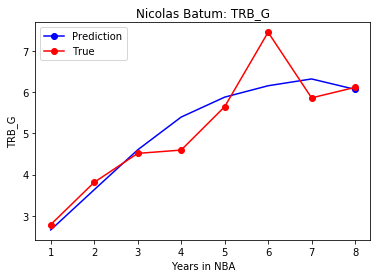 Nicolas Batum: TRB_G
Prediction
True
7
6
5
4
3
TRB_G
1 2 3 4 5 6 7 8
Years in NBA